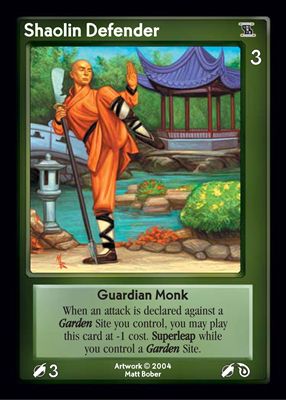 Shaolin Defender
3
Guardian Monk
When an attack is declared against a
Garden Site you control, you may play
this card at -1 cost. Superleap while
you control a Garden Site.
3
Artwork © 2004
Matt Bober